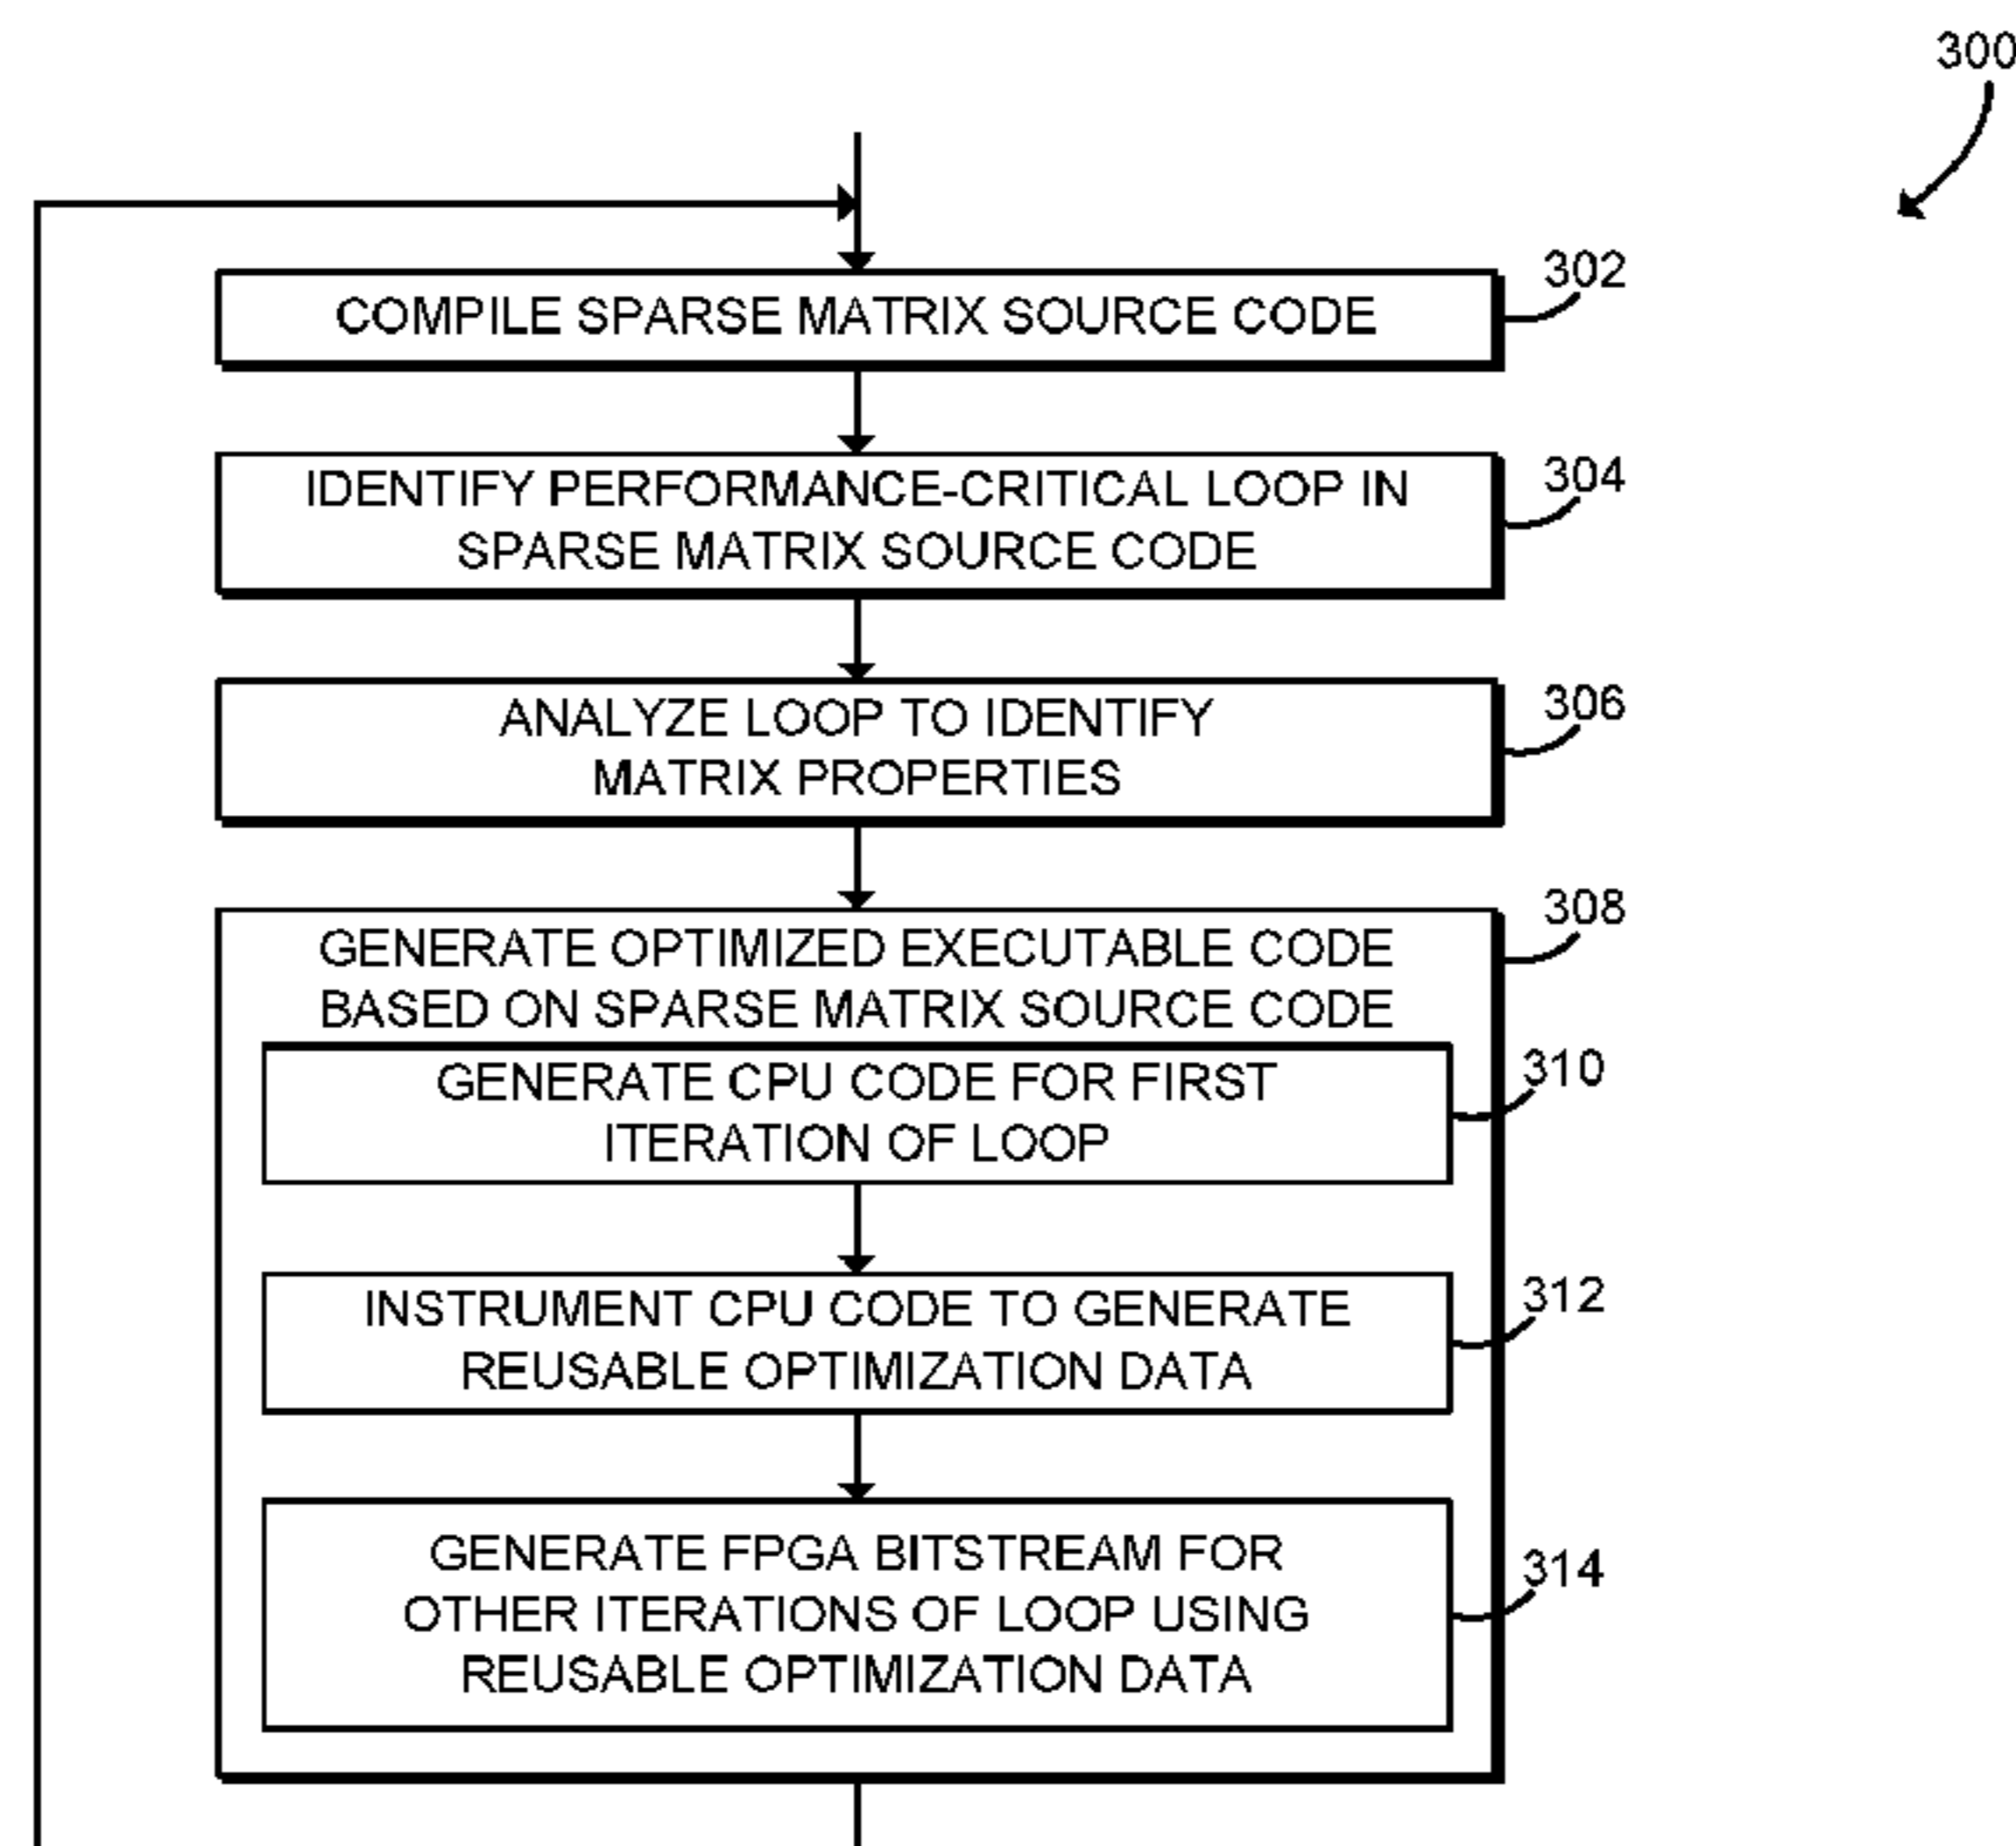 300
COMPILE SPARSE MATRIX SOURCE CODE
302
IDENTIFY PERFORMANCE-CRITICAL LOOP IN
SPARSE MATRIX SOURCE CODE
304
ANALYZE LOOP TO IDENTIFY
MATRIX PROPERTIES
306
GENERATE OPTIMIZED EXECUTABLE CODE
BASED ON SPARSE MATRIX SOURCE CODE
308
GENERATE CPU CODE FOR FIRST
ITERATION OF LOOP
310
INSTRUMENT CPU CODE TO GENERATE
REUSABLE OPTIMIZATION DATA
312
GENERATE FPGA BITSTREAM FOR
OTHER ITERATIONS OF LOOP USING
REUSABLE OPTIMIZATION DATA
314